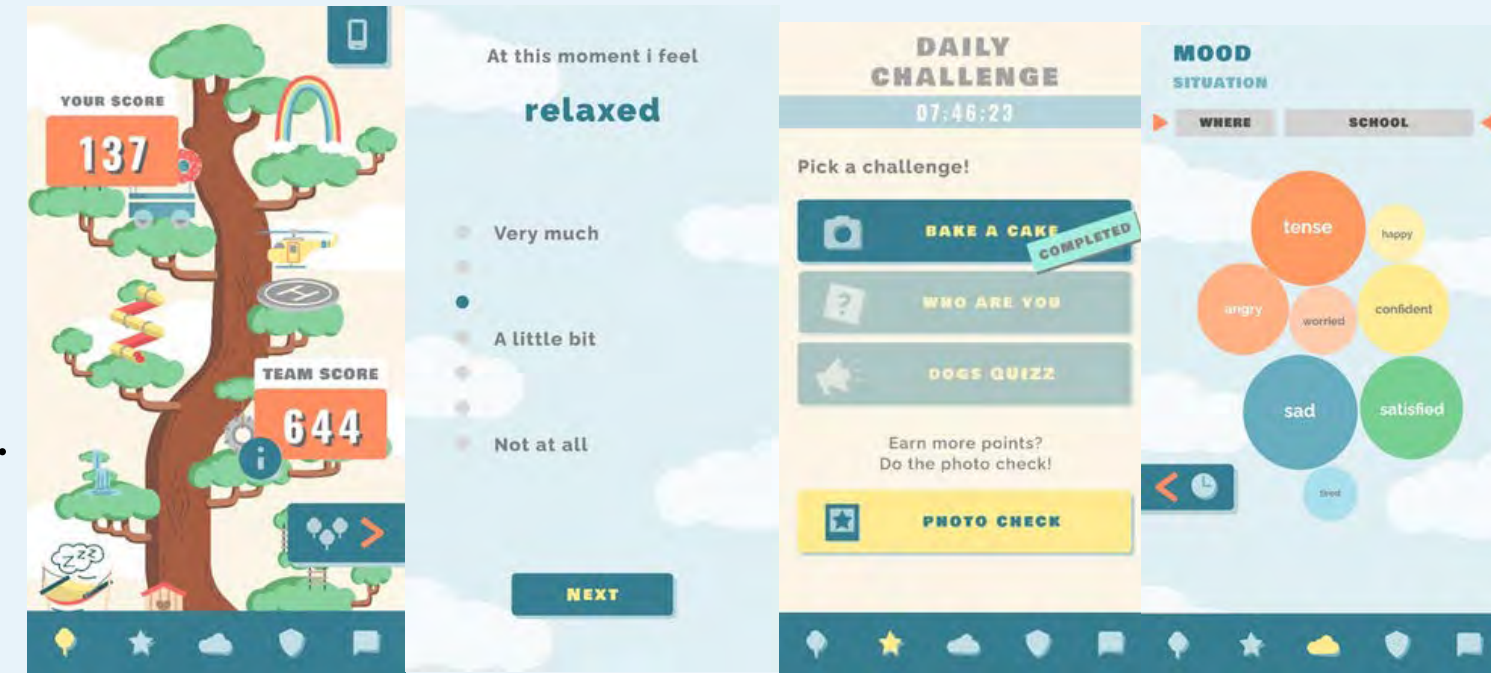 YOUR SCORE
137
H
TEAM SCORE
644
i
zzz
At this moment i feel
relaxed
Very much
A little bit
Not at all
NEXT
DAILY
CHALLENGE
07:46:23
Pick a challenge!
BAKE A CAKE
COMPLETED
?
WHO ARE YOU
DOGS QUIZZ
Earn more points?
Do the photo check!
PHOTO CHECK
MOOD
SITUATION
WHERE
SCHOOL
tense
happy
angry
worried
confident
sad
satisfied
tired